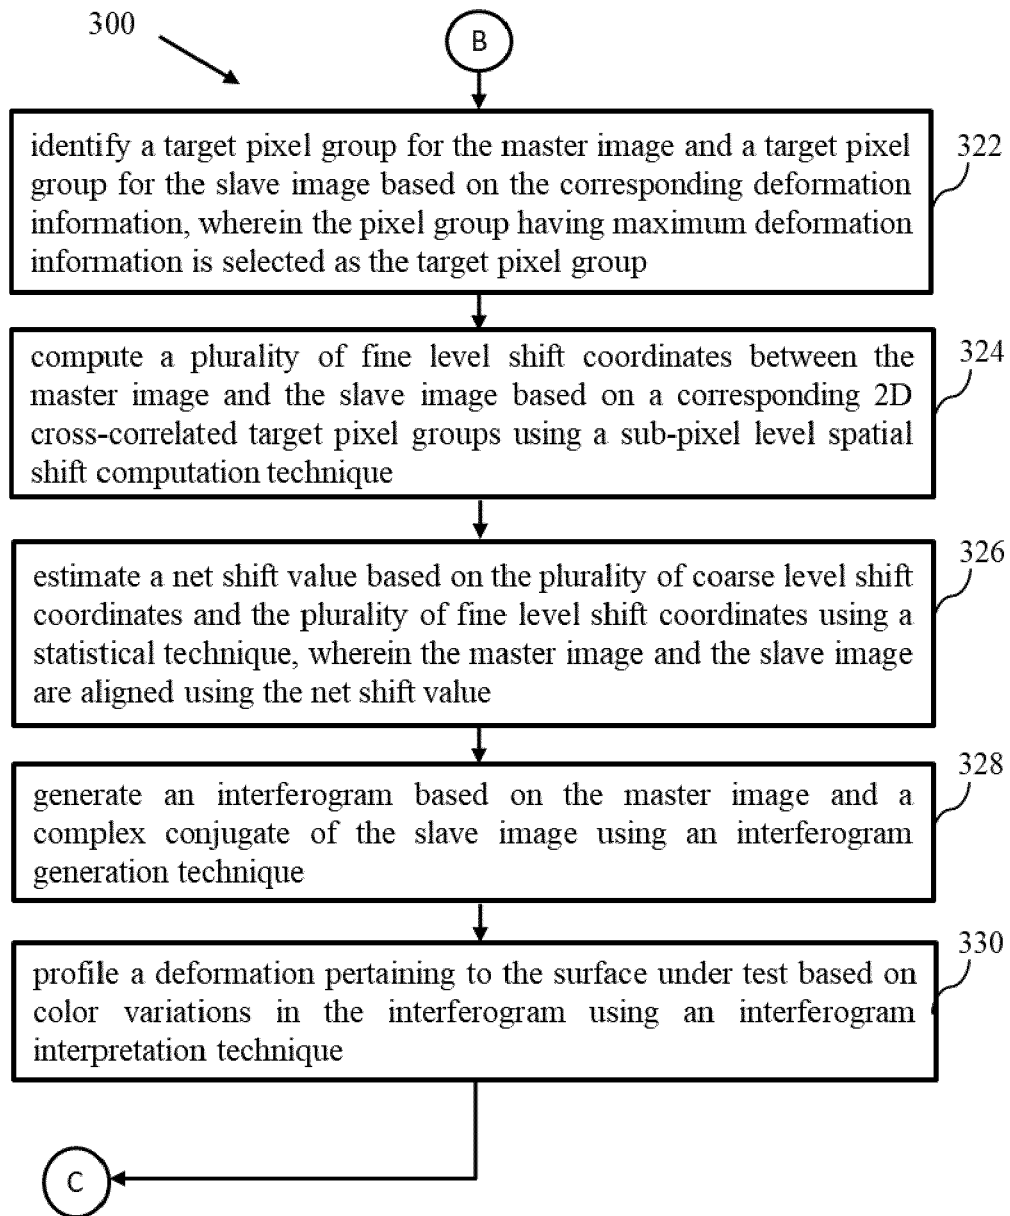 300
B
identify a target pixel group for the master image and a target pixel
group for the slave image based on the corresponding deformation
information, wherein the pixel group having maximum deformation
information is selected as the target pixel group
322
compute a plurality of fine level shift coordinates between the
master image and the slave image based on a corresponding 2D
cross-correlated target pixel groups using a sub-pixel level spatial
shift computation technique
324
estimate a net shift value based on the plurality of coarse level shift
coordinates and the plurality of fine level shift coordinates using a
statistical technique, wherein the master image and the slave image
are aligned using the net shift value
326
generate an interferogram based on the master image and a
complex conjugate of the slave image using an interferogram
generation technique
328
profile a deformation pertaining to the surface under test based on
color variations in the interferogram using an interferogram
interpretation technique
330
C